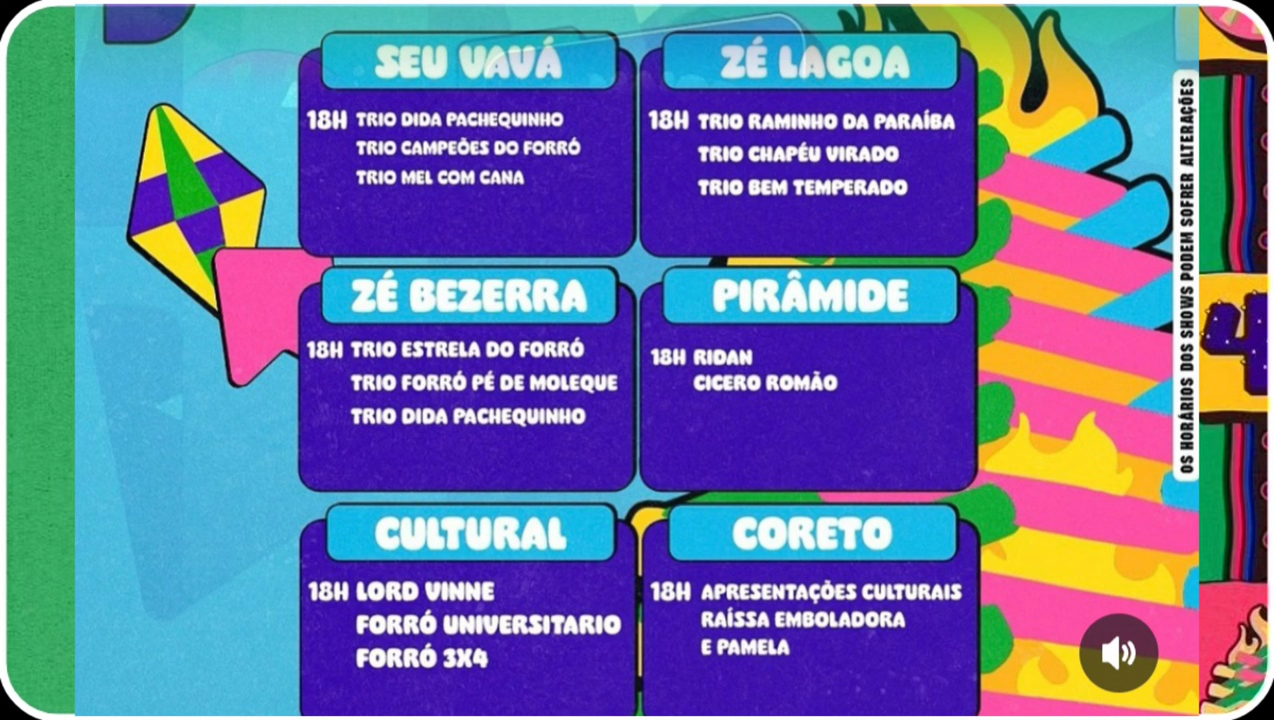 SEU VAVÁ
18H TRIO DIDA PACHEQUINHO
TRIO CAMPEÕES DO FORRÓ
TRIO MEL COM CANA
ZÉ LAGOA
18H TRIO RAMINHO DA PARAÍBA
TRIO CHAPÉU VIRADO
TRIO BEM TEMPERADO
ZÉ BEZERRA
18H TRIO ESTRELA DO FORRÓ
TRIO FORRÓ PÉ DE MOLEQUE
TRIO DIDA PACHEQUINHO
PIRÂMIDE
18H RIDAN
CICERO ROMÃO
CULTURAL
18H LORD VINNE
FORRÓ UNIVERSITARIO
FORRÓ 3X4
CORETO
18H APRESENTAÇÕES CULTURAIS
RAÍSSA EMBOLADORA
E PAMELA
OS HORÁRIOS DOS SHOWS PODEM SOFRER ALTERAÇÕES